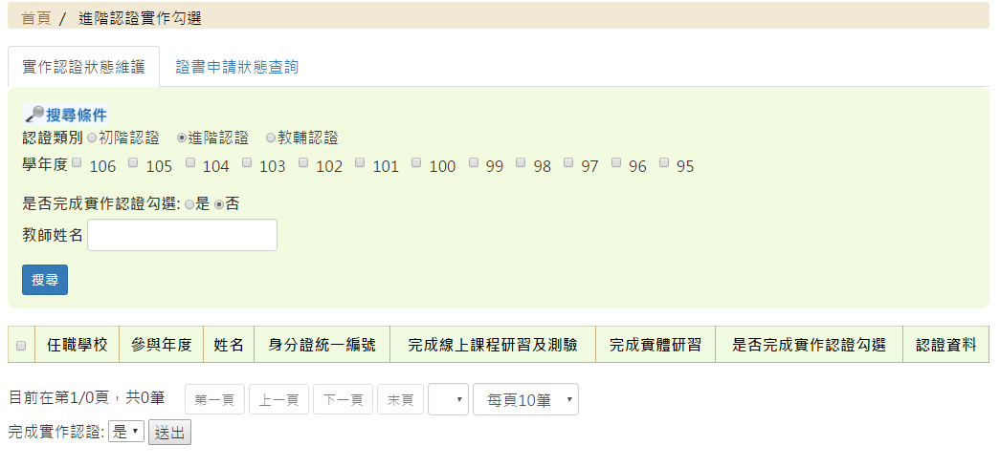 首頁 / 進階認證實作勾選
實作認證狀態維護 證書申請狀態查詢
搜尋條件
認證類別 初階認證 進階認證 教輔認證
學年度 106 105 104 103 102 101 100 99 98 97 96 95
是否完成實作認證勾選: 是 否
教師姓名
搜尋
任職學校 參與年度 姓名 身分證統一編號 完成線上課程研習及測驗 完成實體研習 是否完成實作認證勾選 認證資料
目前在第1/0頁，共0筆 第一頁 上一頁 下一頁 末頁 每頁10筆
完成實作認證: 是 送出